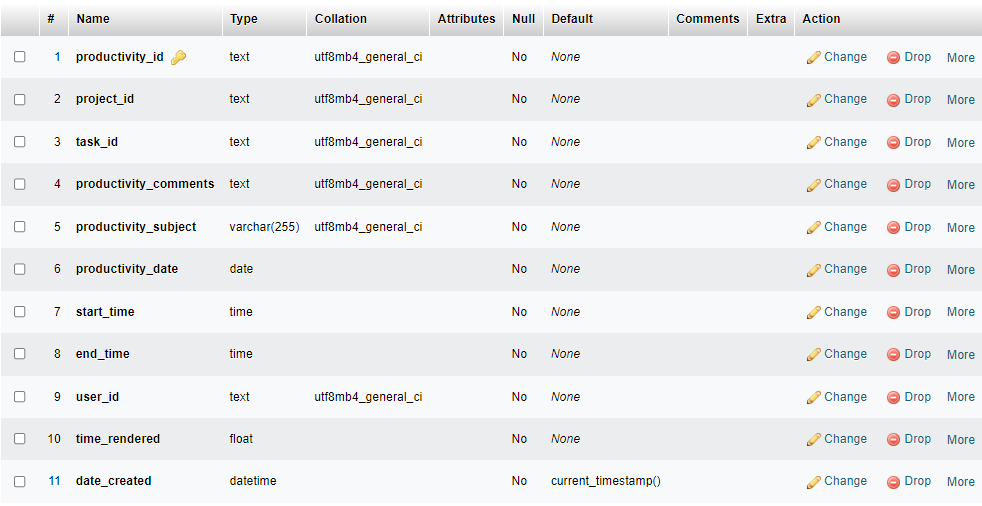 # Name Type Collation Attributes Null Default Comments Extra Action
1 productivity_id text utf8mb4_general_ci No None Change Drop More
2 project_id text utf8mb4_general_ci No None Change Drop More
3 task_id text utf8mb4_general_ci No None Change Drop More
4 productivity_comments text utf8mb4_general_ci No None Change Drop More
5 productivity_subject varchar(255) utf8mb4_general_ci No None Change Drop More
6 productivity_date date No None Change Drop More
7 start_time time No None Change Drop More
8 end_time time No None Change Drop More
9 user_id text utf8mb4_general_ci No None Change Drop More
10 time_rendered float No None Change Drop More
11 date_created datetime No current_timestamp() Change Drop More